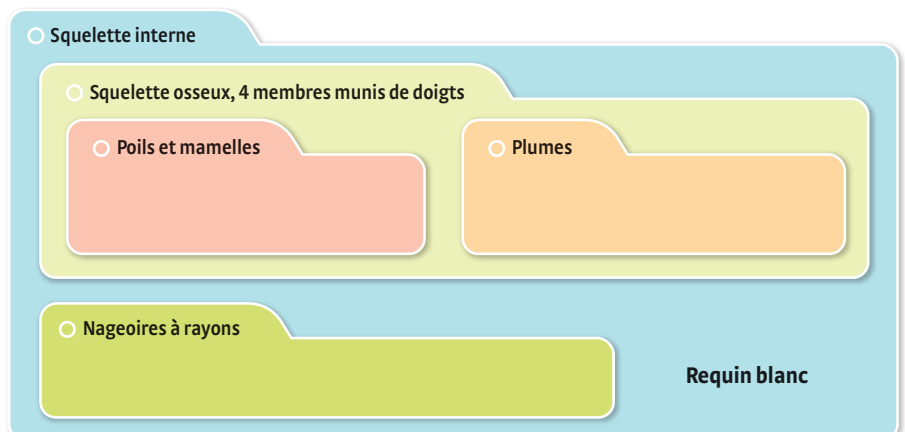 Squelette interne
Squelette osseux, 4 membres munis de doigts
Poils et mamelles
Plumes
Nageoires à rayons
Requin blanc